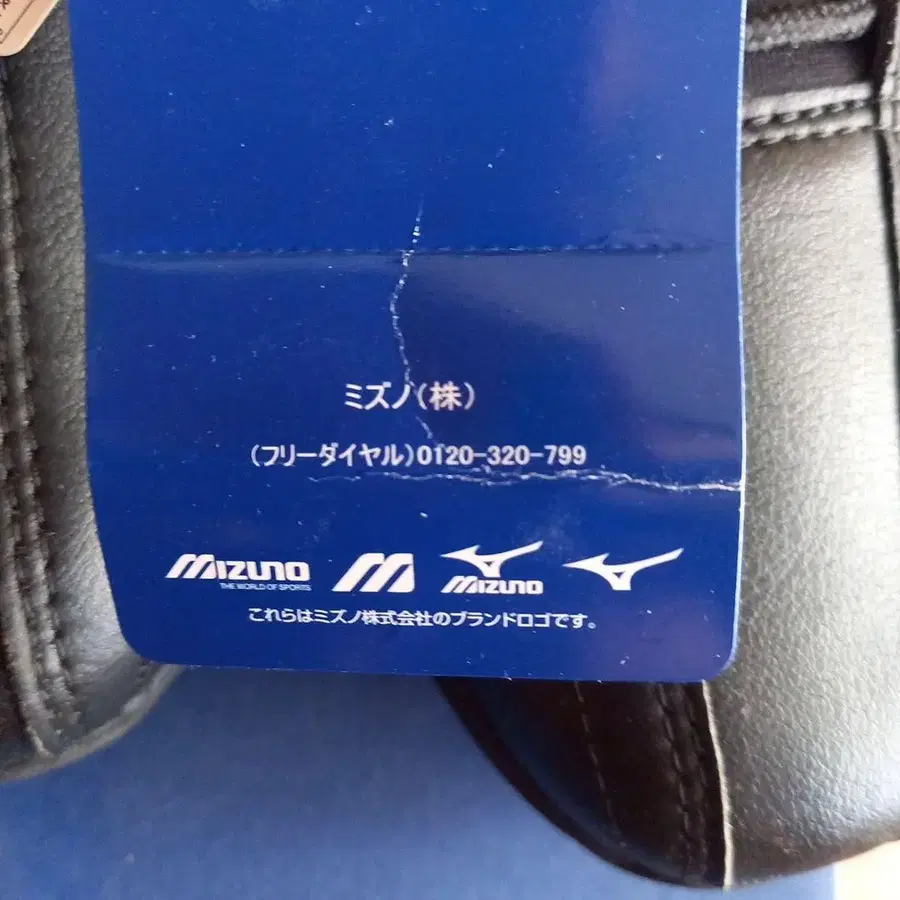 ミズノ(株)
(フリーダイヤル)0120-320-799
MIZUNO M MIZUNO
THE WORLD OF SPORTS
これらはミズノ株式会社のブランドロゴです。